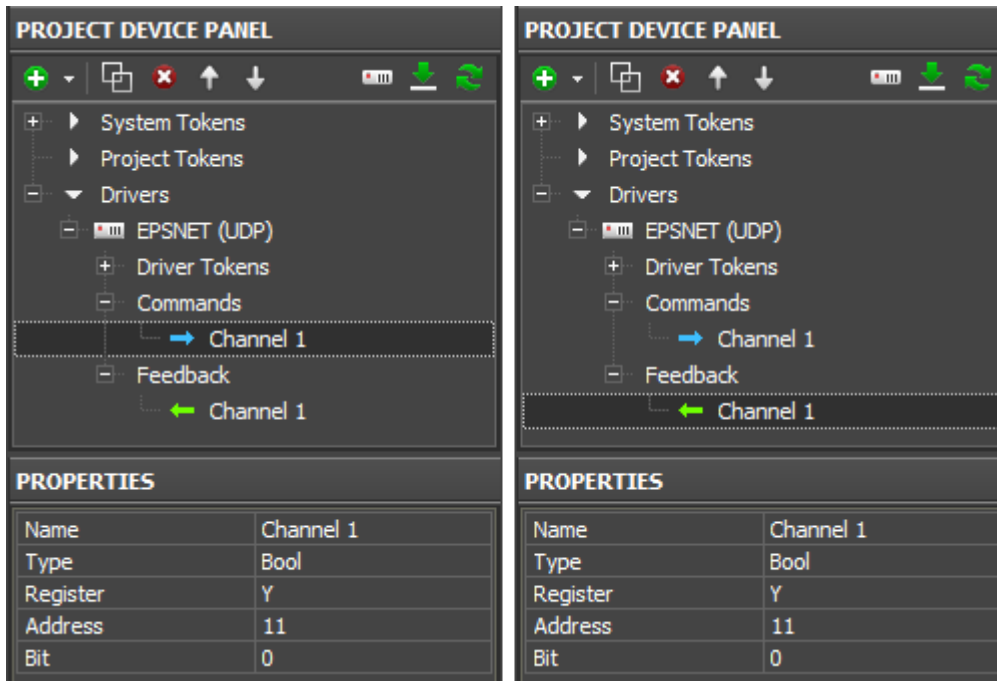 PROJECT DEVICE PANEL
System Tokens
Project Tokens
Drivers
EPSNET (UDP)
Driver Tokens
Commands
Channel 1
Feedback
Channel 1
PROPERTIES
Name Channel 1
Type Bool
Register Y
Address 11
Bit 0
PROJECT DEVICE PANEL
System Tokens
Project Tokens
Drivers
EPSNET (UDP)
Driver Tokens
Commands
Channel 1
Feedback
Channel 1
PROPERTIES
Name Channel 1
Type Bool
Register Y
Address 11
Bit 0